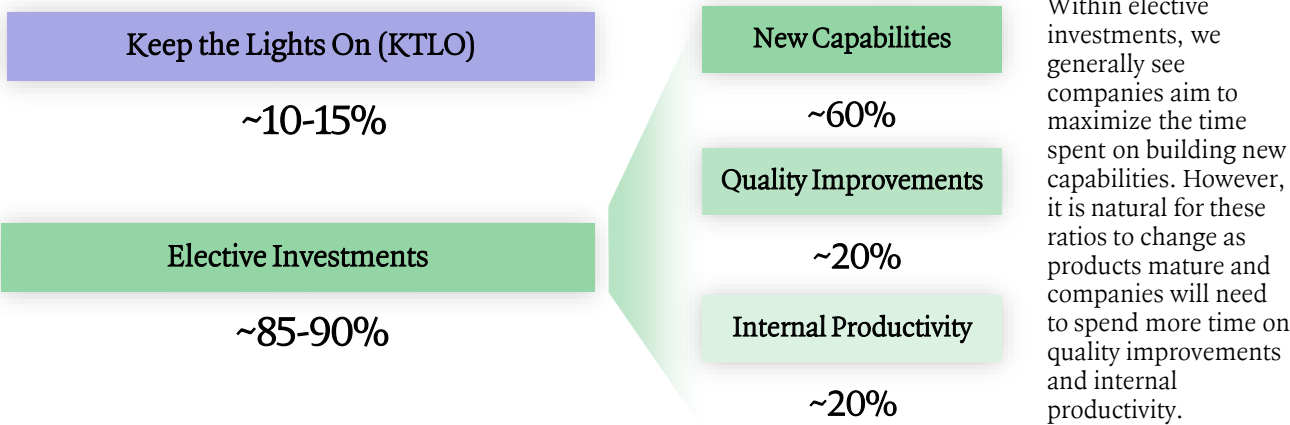 Keep the Lights On (KTLO)
~10-15%
Elective Investments
~85-90%
New Capabilities
~60%
Quality Improvements
~20%
Internal Productivity
~20%
Within elective
investments, we
generally see
companies aim to
maximize the time
spent on building new
capabilities. However,
it is natural for these
ratios to change as
products mature and
companies will need
to spend more time on
quality improvements
and internal
productivity.